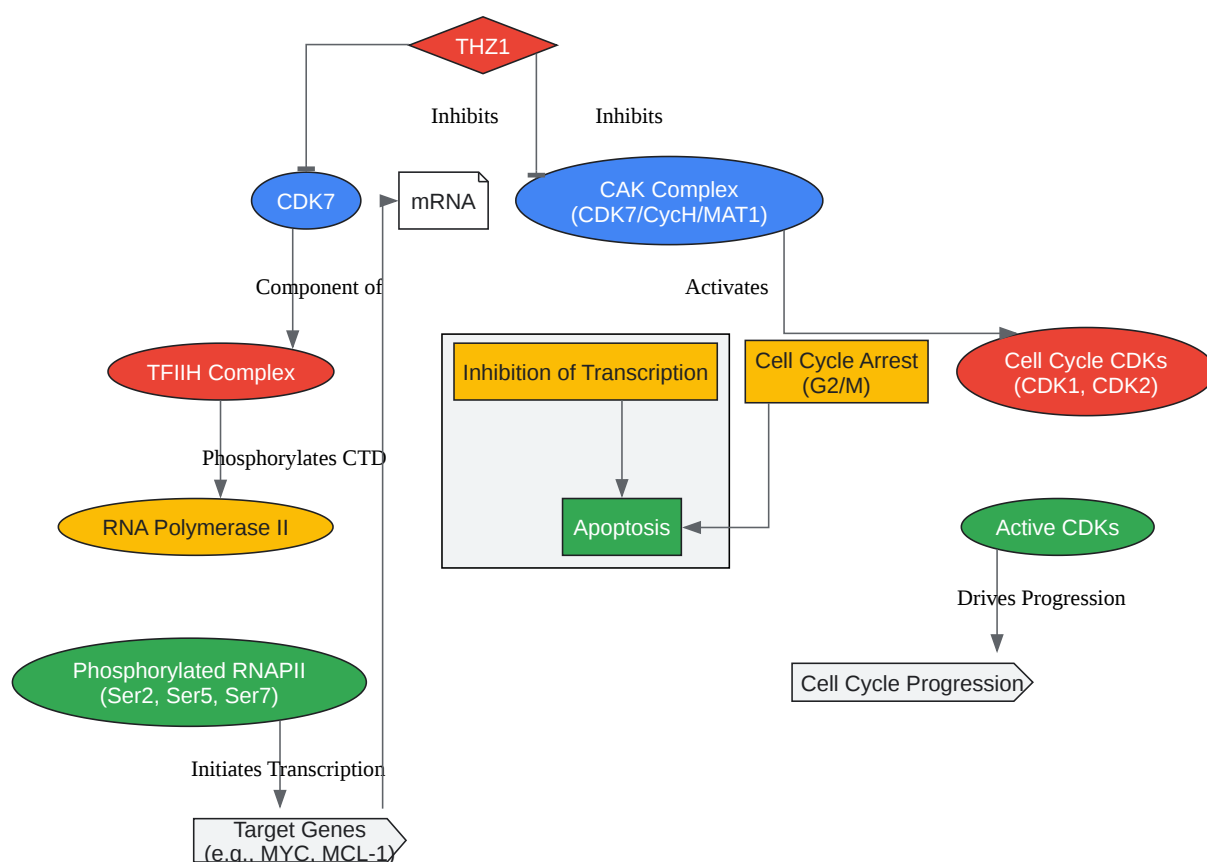 THZ1
Inhibits
Inhibits
CDK7
mRNA
CAK Complex
(CDK7/CycH/MAT1)
Component of
Activates
TFIIH Complex
Inhibition of Transcription
Cell Cycle Arrest
(G2/M)
Cell Cycle CDKs
(CDK1, CDK2)
Phosphorylates CTD
RNA Polymerase II
Apoptosis
Active CDKs
Drives Progression
Phosphorylated RNAPII
(Ser2, Ser5, Ser7)
Cell Cycle Progression
Initiates Transcription
Target Genes
(e.g., MYC, MCL-1)